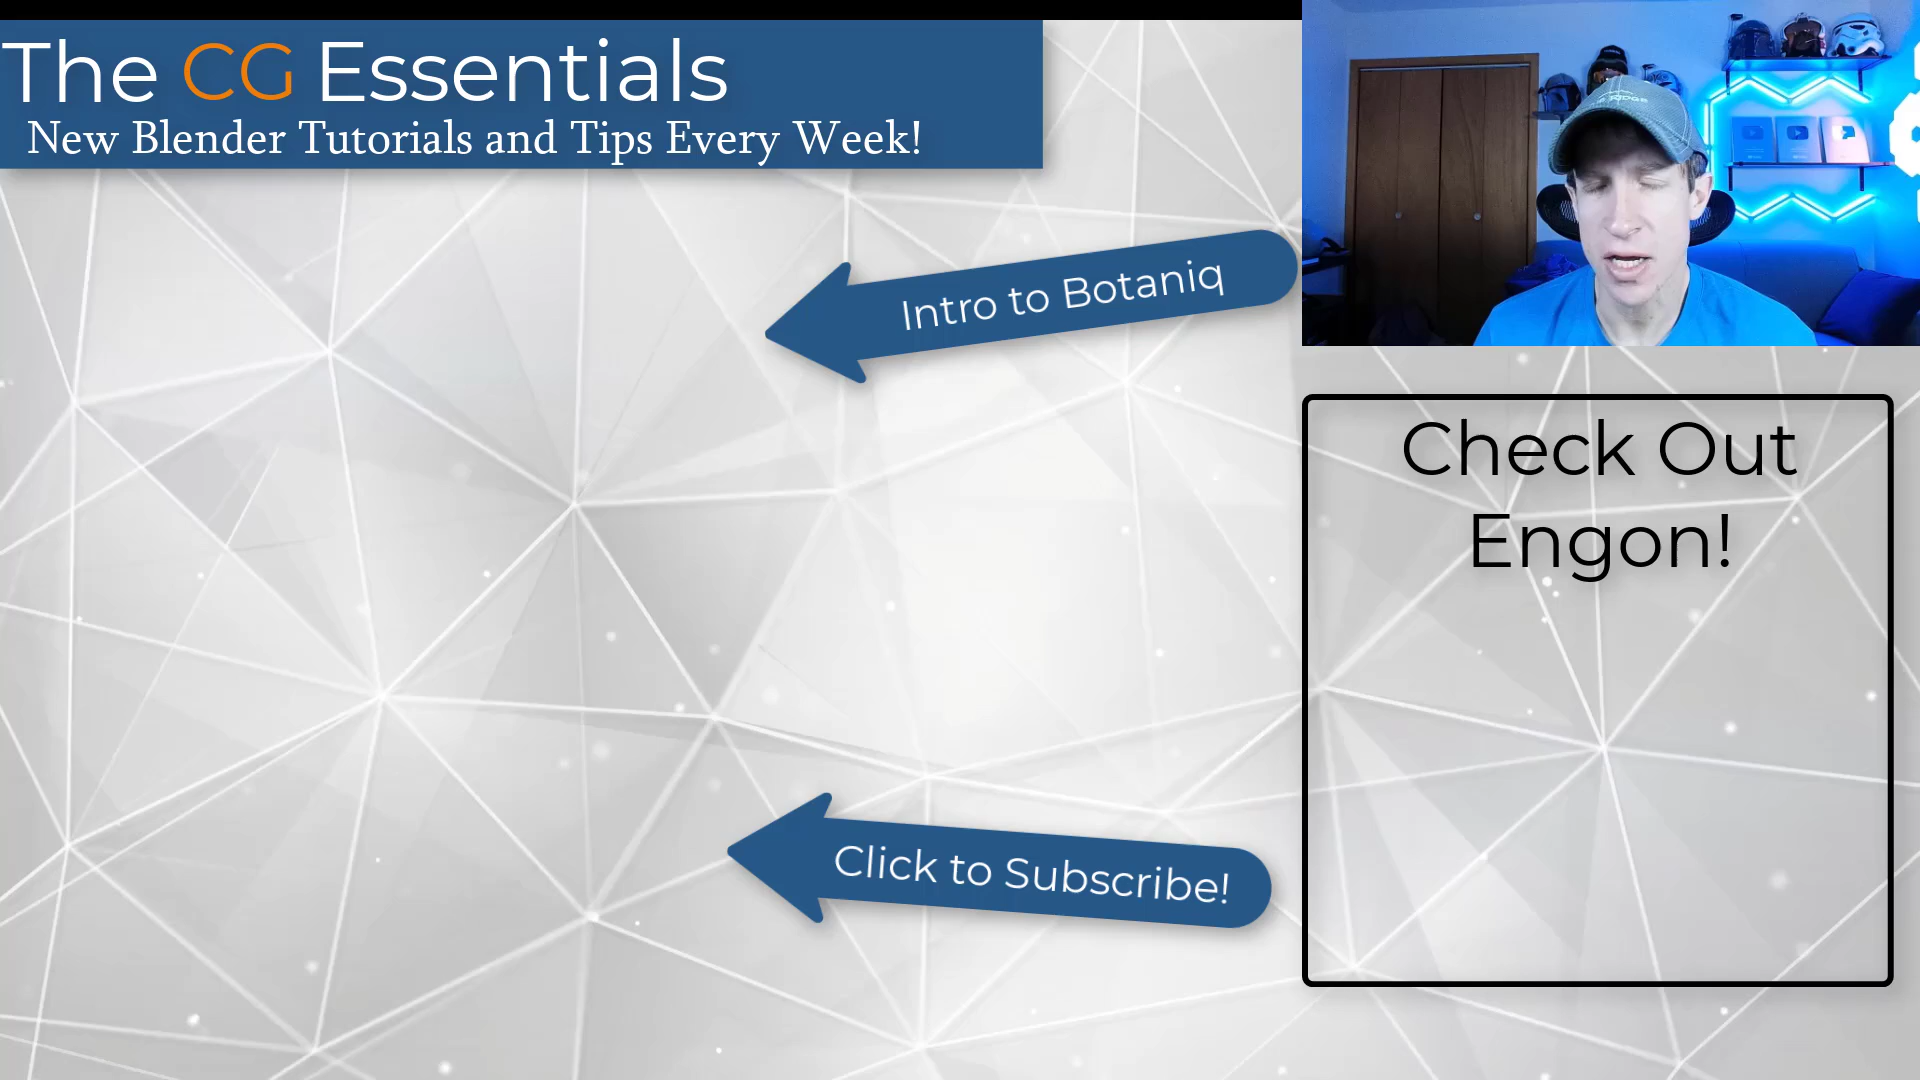 The CG Essentials
New Blender Tutorials and Tips Every Week!
Intro to Botaniq
Check Out
Engon!
Click to Subscribe!